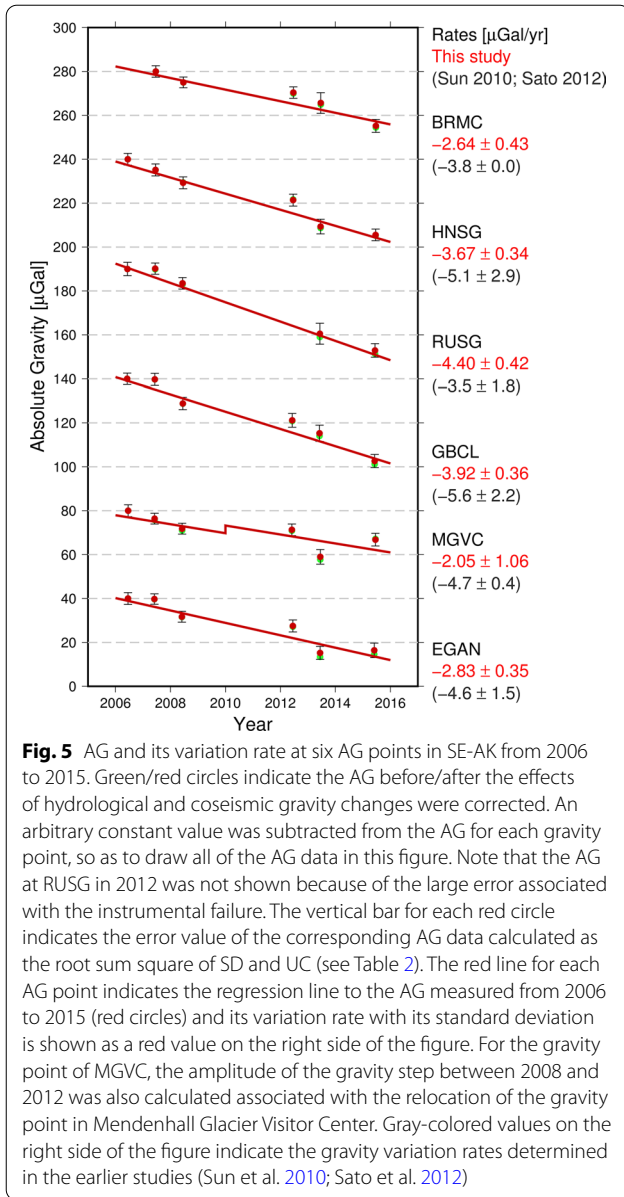 300
280
260
240
220
200
180
160
140
120
100
80
60
40
20
0
Absolute Gravity [μGal]
2006 2008 2010 2012 2014 2016
Year
Rates [μGal/yr]
This study
(Sun 2010; Sato 2012)
BRMC
−2.64 ± 0.43
(−3.8 ± 0.0)
HNSG
−3.67 ± 0.34
(−5.1 ± 2.9)
RUSG
−4.40 ± 0.42
(−3.5 ± 1.8)
GBCL
−3.92 ± 0.36
(−5.6 ± 2.2)
MGVC
−2.05 ± 1.06
(−4.7 ± 0.4)
EGAN
−2.83 ± 0.35
(−4.6 ± 1.5)
Fig. 5 AG and its variation rate at six AG points in SE-AK from 2006
to 2015. Green/red circles indicate the AG before/after the effects
of hydrological and coseismic gravity changes were corrected. An
arbitrary constant value was subtracted from the AG for each gravity
point, so as to draw all of the AG data in this figure. Note that the AG
at RUSG in 2012 was not shown because of the large error associated
with the instrumental failure. The vertical bar for each red circle
indicates the error value of the corresponding AG data calculated as
the root sum square of SD and UC (see Table 2). The red line for each
AG point indicates the regression line to the AG measured from 2006
to 2015 (red circles) and its variation rate with its standard deviation
is shown as a red value on the right side of the figure. For the gravity
point of MGVC, the amplitude of the gravity step between 2008 and
2012 was also calculated associated with the relocation of the gravity
point in Mendenhall Glacier Visitor Center. Gray-colored values on the
right side of the figure indicate the gravity variation rates determined
in the earlier studies (Sun et al. 2010; Sato et al. 2012)